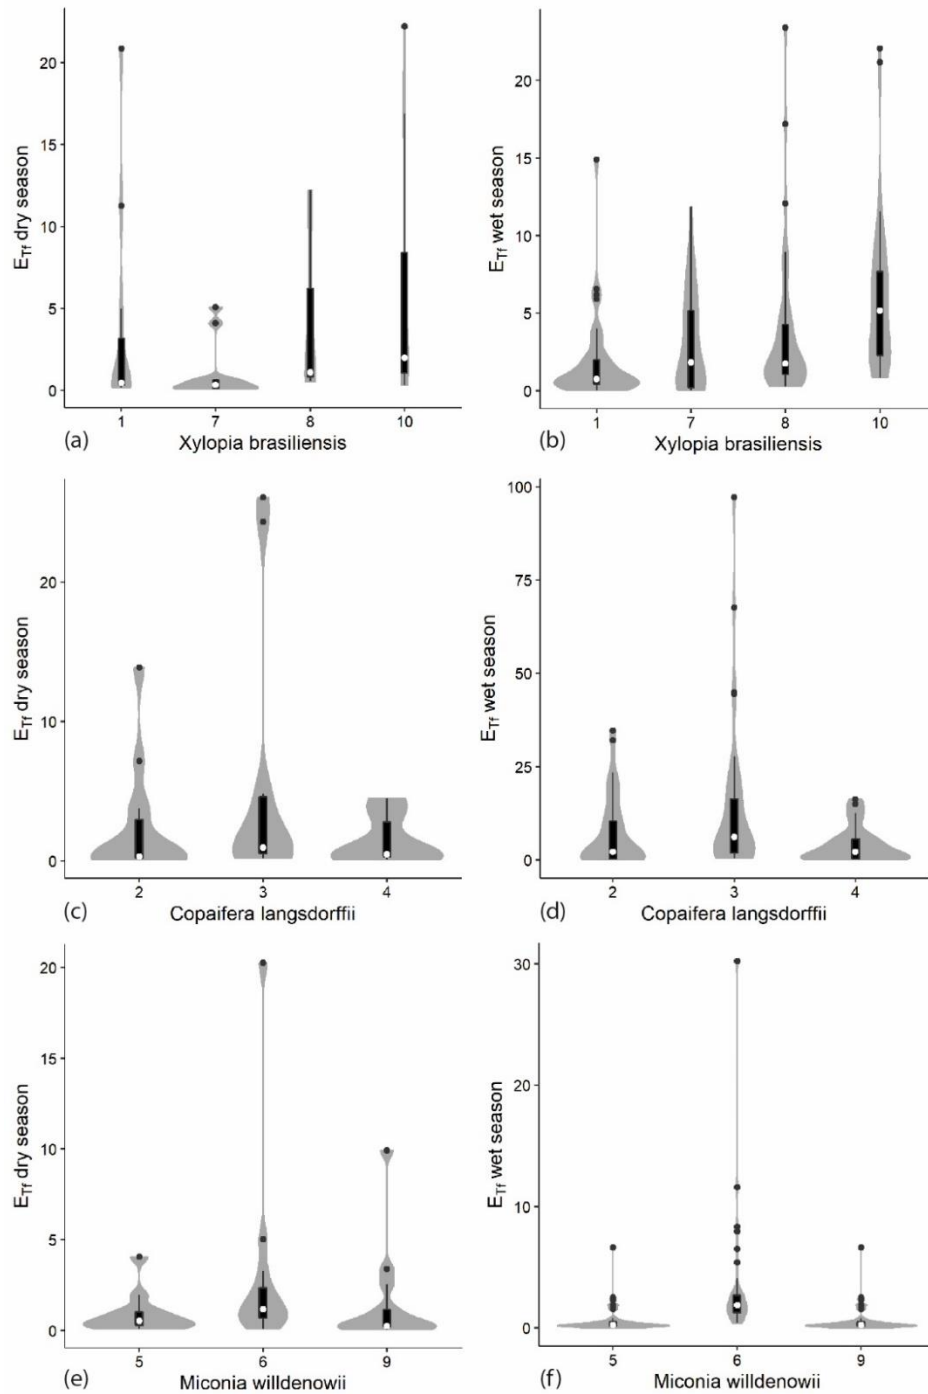 20
15
10
5
0
E_Tf dry season
1 7 8 10
(a) Xylopia brasiliensis
20
15
10
5
0
E_Tf wet season
1 7 8 10
(b) Xylopia brasiliensis
20
10
0
E_Tf dry season
2 3 4
(c) Copaifera langsdorffii
100
75
50
25
0
E_Tf wet season
2 3 4
(d) Copaifera langsdorffii
20
15
10
5
0
E_Tf dry season
5 6 9
(e) Miconia willdenowii
30
20
10
0
E_Tf wet season
5 6 9
(f) Miconia willdenowii